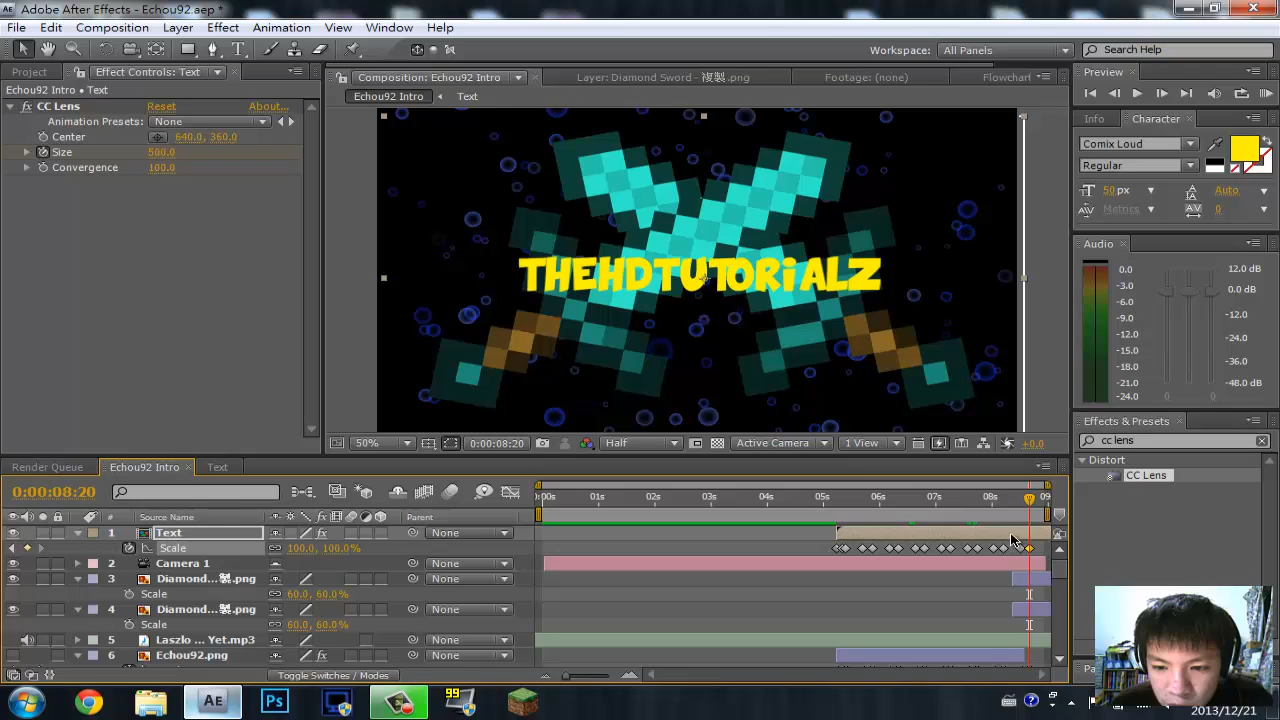 Adobe After Effects - Echou92.aep *
File Edit Composition Layer Effect Animation View Window Help
Workspace: All Panels Search Help
Project Effect Controls: Text
Echou92 Intro • Text
CC Lens Reset About...
Animation Presets: None
Center 640.0, 360.0
Size 500.0
Convergence 100.0
Composition: Echou92 Intro Layer: Diamond Sword - 複製.png Footage: (none) Flowchart
Echou92 Intro Text
THEHDTUTORiALZ
50% 0:00:08:20 Half Active Camera 1 View +0.0
Preview
Info Character
Comix Loud
Regular
50 px Auto
Metrics 0
Audio
0.0 12.0 dB
-3.0 0.0 dB
-6.0
-9.0 -12.0
-12.0
-15.0 -24.0
-18.0 -36.0
-21.0
-24.0 -48.0 dB
Effects & Presets
cc lens
Distort
CC Lens
Render Queue Echou92 Intro Text
0:00:08:20
:00s 01s 02s 03s 04s 05s 06s 07s 08s 09
# Source Name Parent
1 Text None
Scale 100.0, 100.0%
2 Camera 1 None
3 Diamond...製.png None
Scale 60.0, 60.0%
4 Diamond...製.png None
Scale 60.0, 60.0%
5 Laszlo ... Yet.mp3 None
6 Echou92.png None
Toggle Switches / Modes
Ae Ps 99
2013/12/21